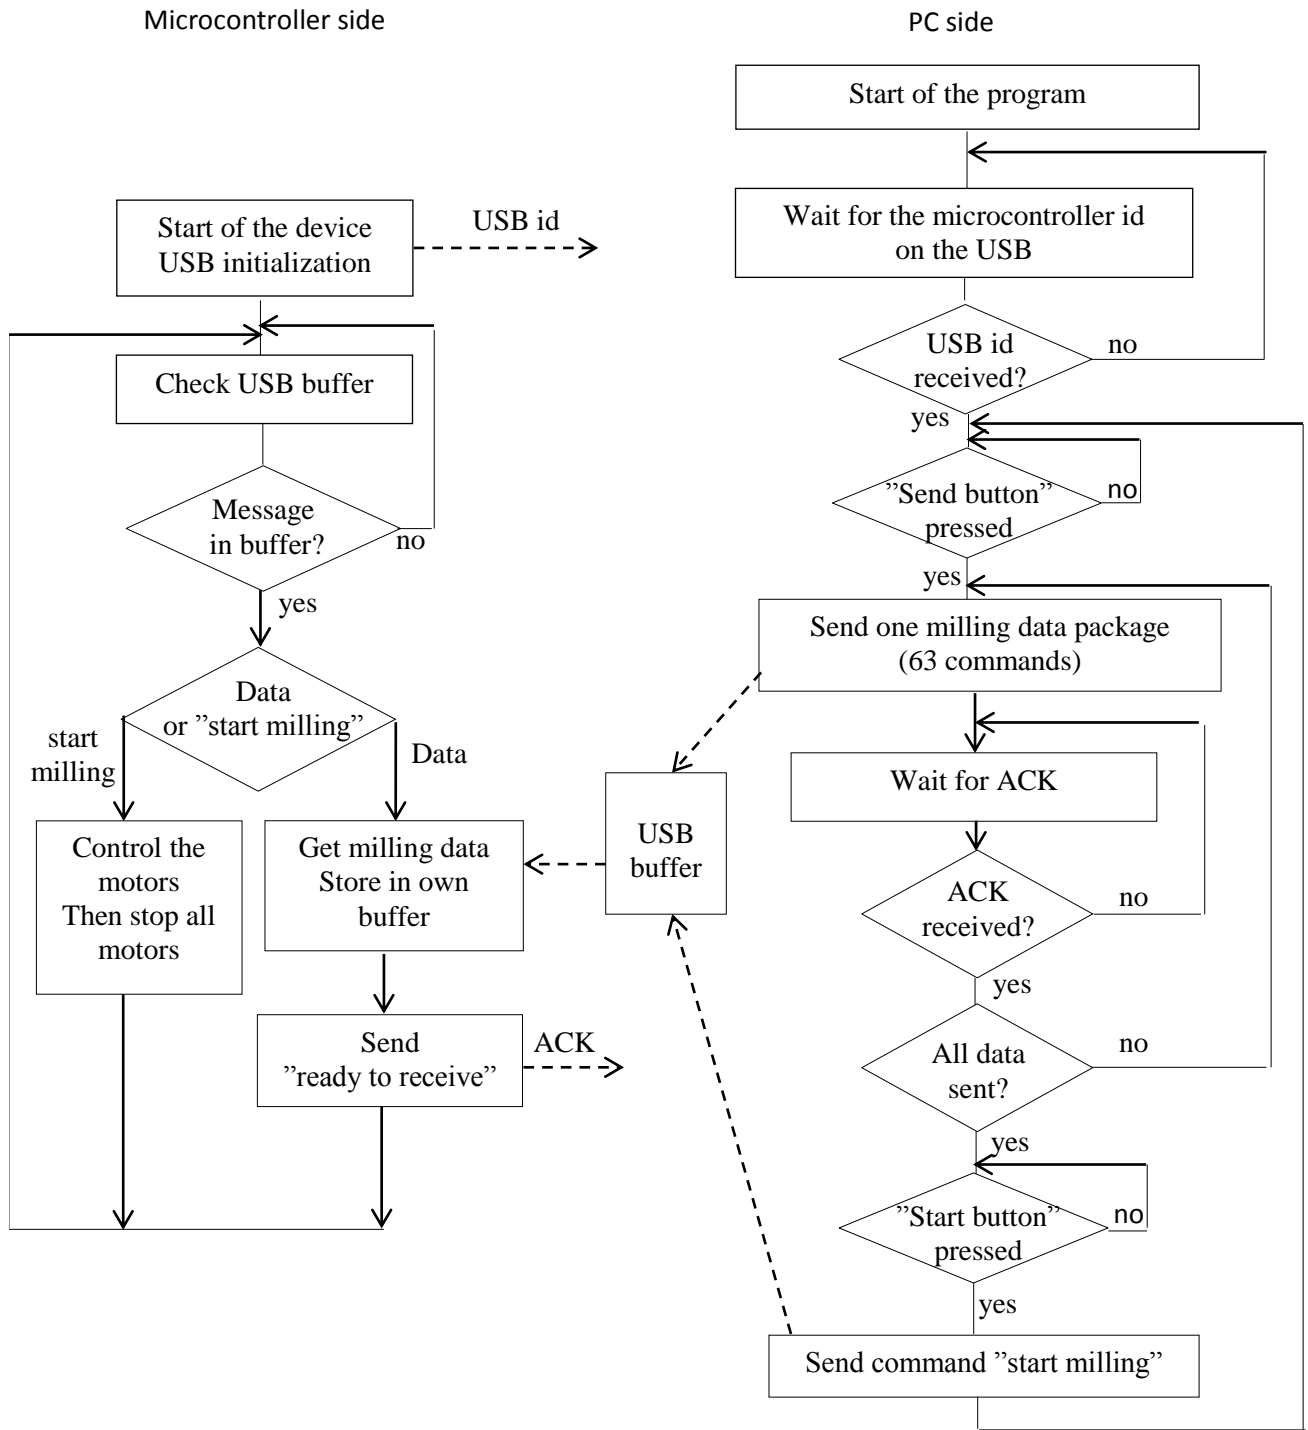 Microcontroller side
Start of the device
USB initialization
USB id
Check USB buffer
Message
in buffer?
no
yes
Data
or ”start milling”
start
milling
Data
Control the
motors
Then stop all
motors
Get milling data
Store in own
buffer
Send
”ready to receive”
ACK
USB
buffer
PC side
Start of the program
Wait for the microcontroller id
on the USB
USB id
received?
no
yes
”Send button”
pressed
no
yes
Send one milling data package
(63 commands)
Wait for ACK
ACK
received?
no
yes
All data
sent?
no
yes
”Start button”
pressed
no
yes
Send command ”start milling”